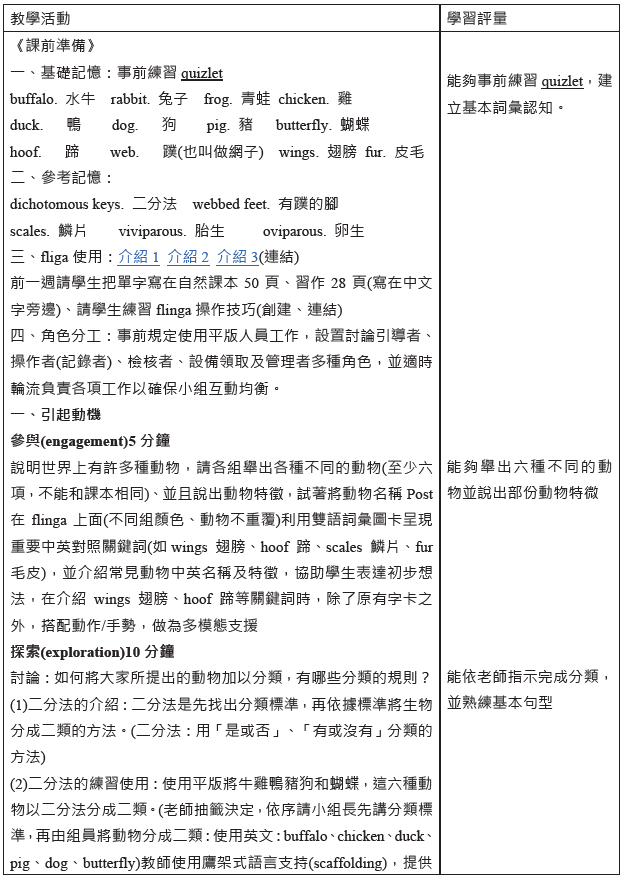 教學活動
學習評量
《課前準備》
一、基礎記憶：事前練習 quizlet
buffalo. 水牛 rabbit. 兔子 frog. 青蛙 chicken. 雞
duck. 鴨 dog. 狗 pig. 豬 butterfly. 蝴蝶
hoof. 蹄 web. 蹼(也叫做網子) wings. 翅膀 fur. 皮毛
二、參考記憶：
dichotomous keys. 二分法 webbed feet. 有蹼的腳
scales. 鱗片 viviparous. 胎生 oviparous. 卵生
三、fliga 使用：介紹 1 介紹 2 介紹 3(連結)
前一週請學生把單字寫在自然課本 50 頁、習作 28 頁(寫在中文
字旁邊)、請學生練習 flinga 操作技巧(創建、連結)
四、角色分工：事前規定使用平版人員工作，設置討論引導者、
操作者(記錄者)、檢核者、設備領取及管理者多種角色，並適時
輪流負責各項工作以確保小組互動均衡。
一、引起動機
參與(engagement)5 分鐘
說明世界上有許多種動物，請各組舉出各種不同的動物(至少六
項，不能和課本相同)、並且說出動物特徵，試著將動物名稱 Post
在 flinga 上面(不同組顏色、動物不重覆)利用雙語詞彙圖卡呈現
重要中英對照關鍵詞(如 wings 翅膀、hoof 蹄、scales 鱗片、fur
毛皮)，並介紹常見動物中英名稱及特徵，協助學生表達初步想
法，在介紹 wings 翅膀、hoof 蹄等關鍵詞時，除了原有字卡之
外，搭配動作/手勢，做為多模態支援
探索(exploration)10 分鐘
討論：如何將大家所提出的動物加以分類，有哪些分類的規則？
(1)二分法的介紹：二分法是先找出分類標準，再依據標準將生物
分成二類的方法。(二分法：用「是或否」、「有或沒有」分類的
方法)
(2)二分法的練習使用：使用平版將牛雞鴨豬狗和蝴蝶，這六種動
物以二分法分成二類。(老師抽籤決定，依序請小組長先講分類標
準，再由組員將動物分成二類：使用英文：buffalo、chicken、duck、
pig、dog、butterfly)教師使用鷹架式語言支持(scaffolding)，提供
能夠事前練習 quizlet，建
立基本詞彙認知。
能夠舉出六種不同的動
物並說出部份動物特徵
能依老師指示完成分類，
並熟練基本句型